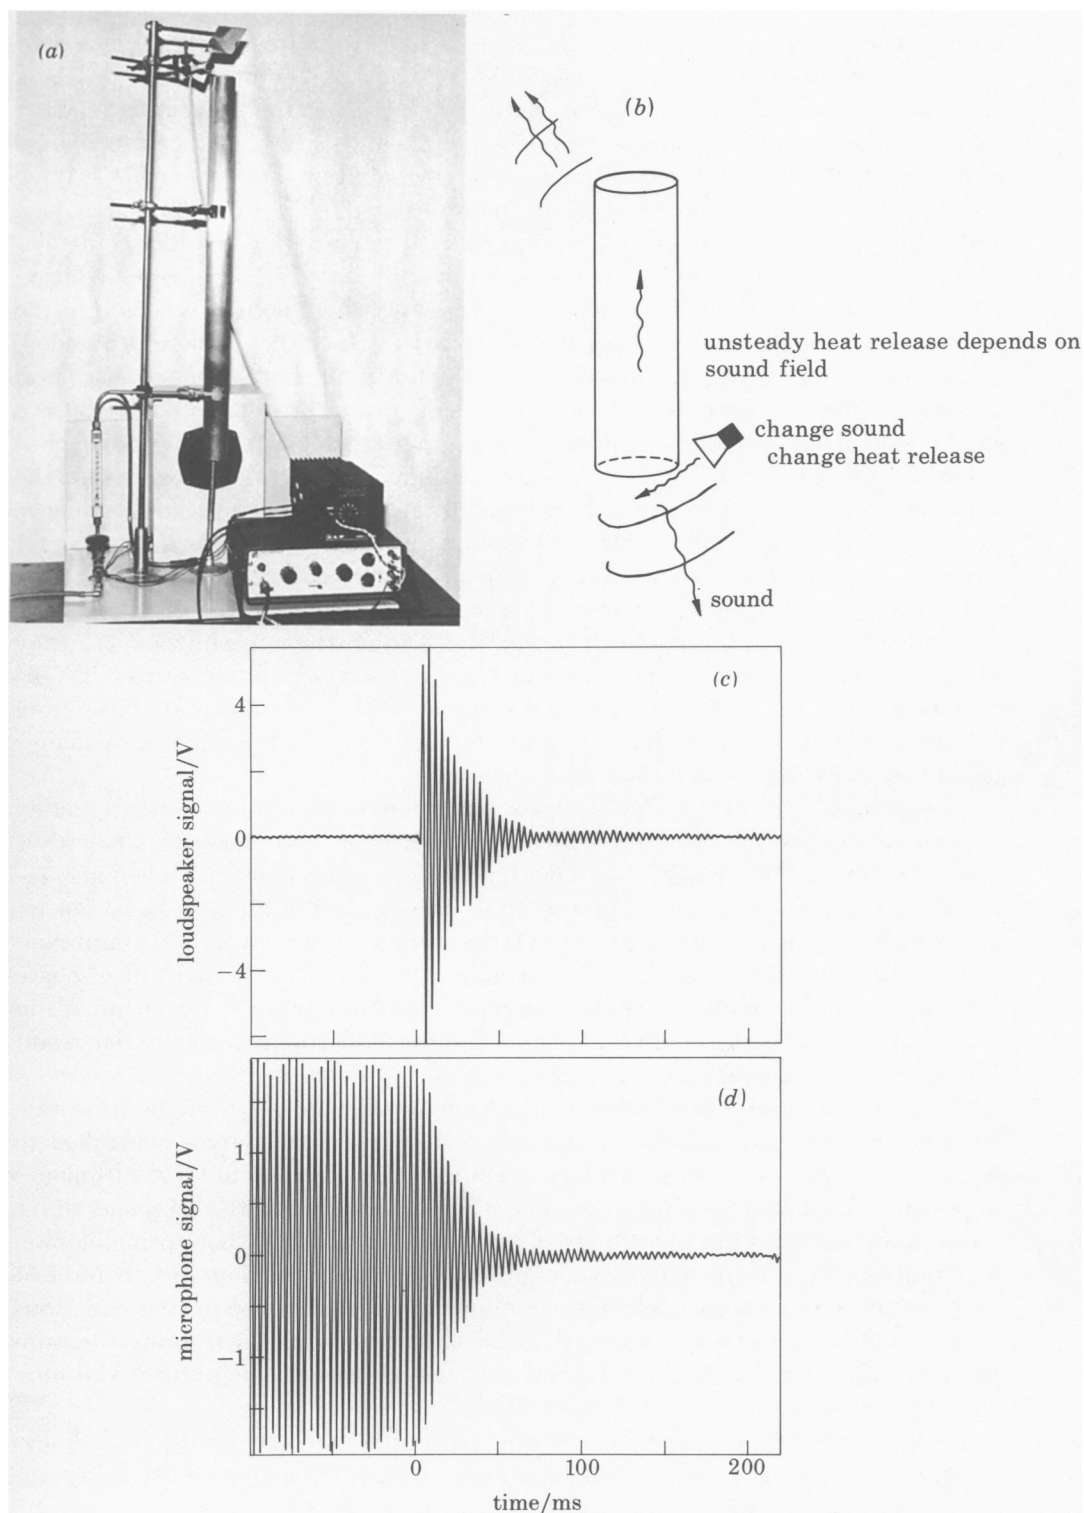 (a)
(b)
unsteady heat release depends on
sound field
change sound
change heat release
sound
(c)
4
0
−4
loudspeaker signal/V
(d)
1
0
−1
microphone signal/V
0
100
200
time/ms